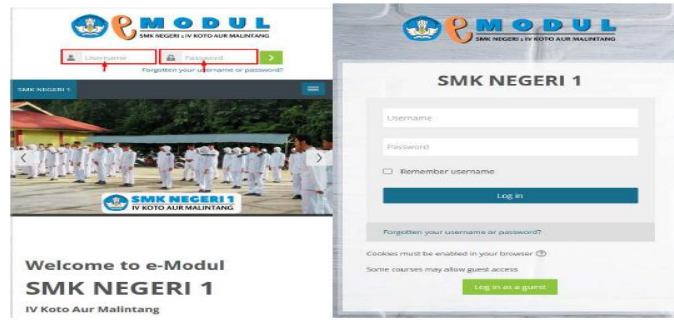 e MODUL
SMK NEGERI 1 IV KOTO AUR MALINTANG
Username
Password
Forgotten your username or password?
SMK NEGERI 1
SMK NEGERI 1
IV KOTO AUR MALINTANG
Welcome to e-Modul
SMK NEGERI 1
IV Koto Aur Malintang
e MODUL
SMK NEGERI 1 IV KOTO AUR MALINTANG
SMK NEGERI 1
Username
Password
Remember username
Log in
Forgotten your username or password?
Cookies must be enabled in your browser
Some courses may allow guest access
Log in as a guest